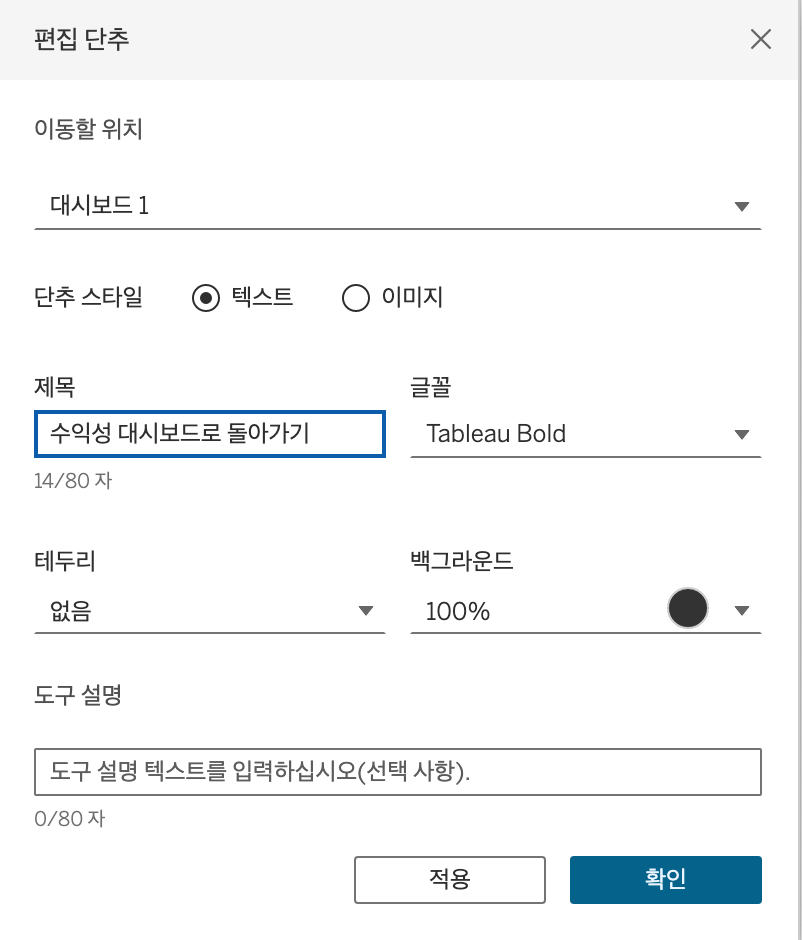 편집 단추
이동할 위치
대시보드 1
단추 스타일 텍스트 이미지
제목 글꼴
수익성 대시보드로 돌아가기 Tableau Bold
14/80 자
테두리 백그라운드
없음 100%
도구 설명
도구 설명 텍스트를 입력하십시오(선택 사항).
0/80 자
적용 확인